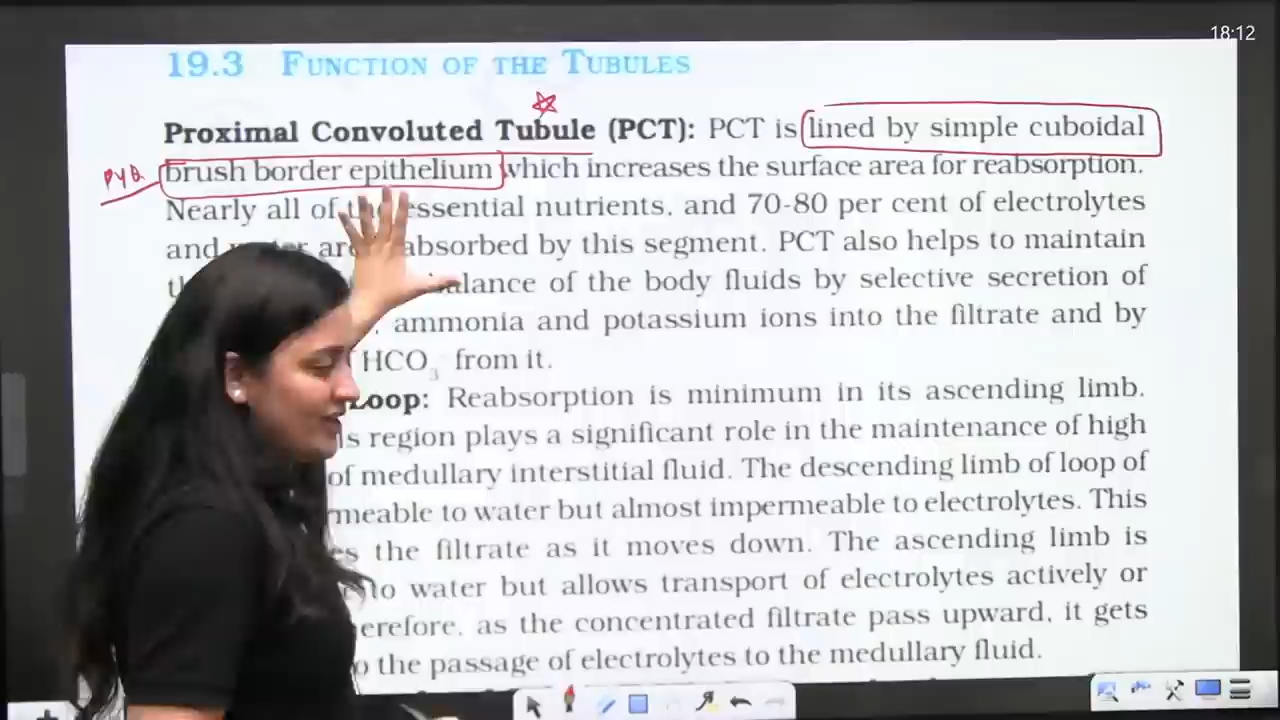 18:12
19.3 FUNCTION OF THE TUBULES
Proximal Convoluted Tubule (PCT): PCT is lined by simple cuboidal
PYQ brush border epithelium which increases the surface area for reabsorption.
Nearly all of essential nutrients, and 70-80 per cent of electrolytes
and absorbed by this segment. PCT also helps to maintain
of the body fluids by selective secretion of
ammonia and potassium ions into the filtrate and by
HCO3 from it.
Loop: Reabsorption is minimum in its ascending limb.
region plays a significant role in the maintenance of high
of medullary interstitial fluid. The descending limb of loop of
to water but almost impermeable to electrolytes. This
the filtrate as it moves down. The ascending limb is
to water but allows transport of electrolytes actively or
as the concentrated filtrate pass upward, it gets
the passage of electrolytes to the medullary fluid.